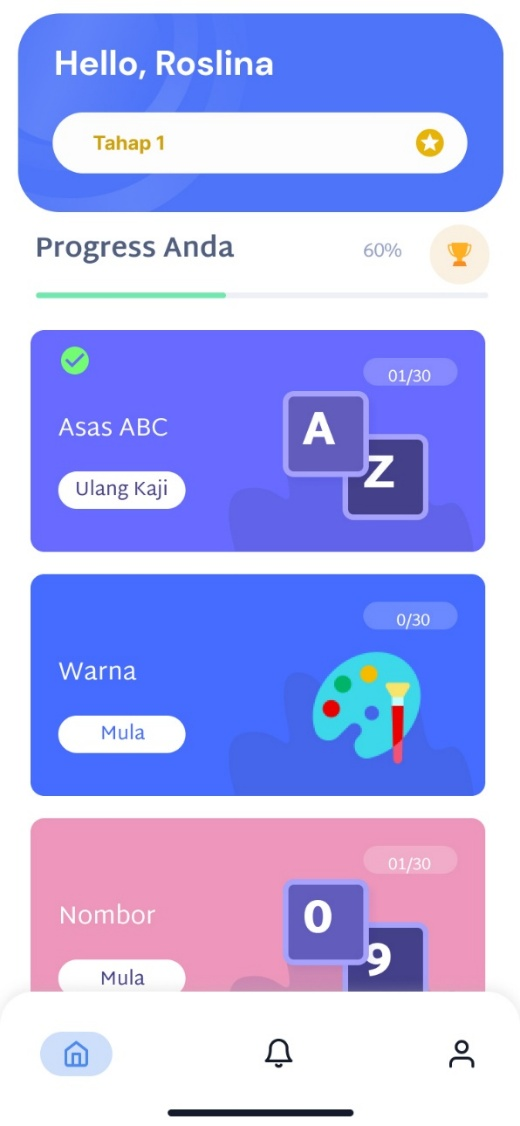 Hello, Roslina
Tahap 1
Progress Anda
60%
01/30
Asas ABC
A
Z
Ulang Kaji
0/30
Warna
Mula
01/30
Nombor
0
9
Mula